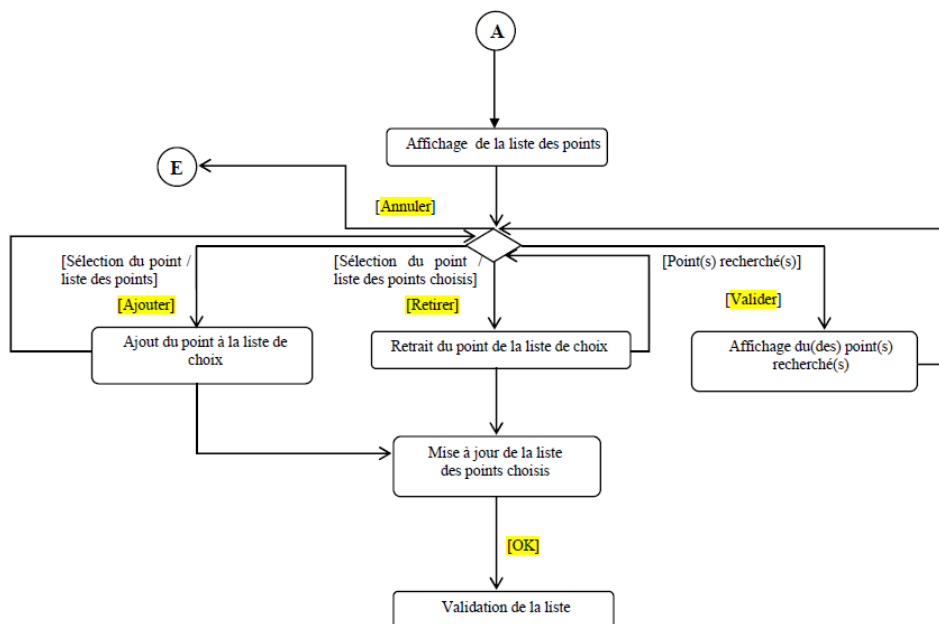 A
Affichage de la liste des points
E
[Annuler]
[Sélection du point /
liste des points]
[Ajouter]
[Sélection du point /
liste des points choisis]
[Retirer]
[Point(s) recherché(s)]
[Valider]
Ajout du point à la liste de
choix
Retrait du point de la liste de choix
Affichage du(des) point(s)
recherché(s)
Mise à jour de la liste
des points choisis
[OK]
Validation de la liste